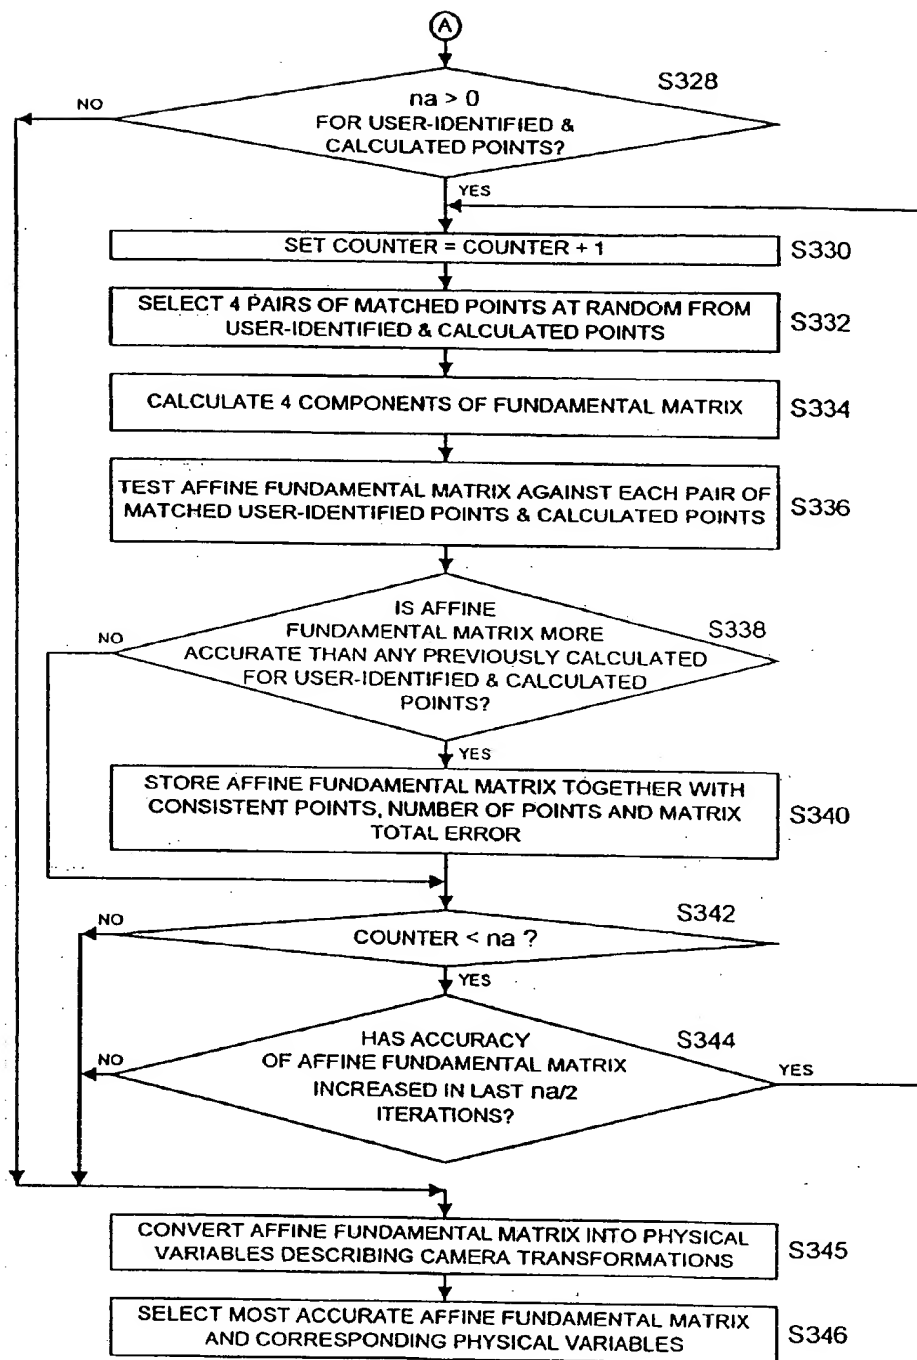 A
S328
NO
na > 0
FOR USER-IDENTIFIED &
CALCULATED POINTS?
YES
SET COUNTER = COUNTER + 1
S330
SELECT 4 PAIRS OF MATCHED POINTS AT RANDOM FROM
USER-IDENTIFIED & CALCULATED POINTS
S332
CALCULATE 4 COMPONENTS OF FUNDAMENTAL MATRIX
S334
TEST AFFINE FUNDAMENTAL MATRIX AGAINST EACH PAIR OF
MATCHED USER-IDENTIFIED POINTS & CALCULATED POINTS
S336
IS AFFINE
FUNDAMENTAL MATRIX MORE
ACCURATE THAN ANY PREVIOUSLY CALCULATED
FOR USER-IDENTIFIED & CALCULATED
POINTS?
S338
NO
YES
STORE AFFINE FUNDAMENTAL MATRIX TOGETHER WITH
CONSISTENT POINTS, NUMBER OF POINTS AND MATRIX
TOTAL ERROR
S340
S342
NO
COUNTER < na ?
YES
S344
HAS ACCURACY
OF AFFINE FUNDAMENTAL MATRIX
INCREASED IN LAST na/2
ITERATIONS?
NO
YES
CONVERT AFFINE FUNDAMENTAL MATRIX INTO PHYSICAL
VARIABLES DESCRIBING CAMERA TRANSFORMATIONS
S345
SELECT MOST ACCURATE AFFINE FUNDAMENTAL MATRIX
AND CORRESPONDING PHYSICAL VARIABLES
S346